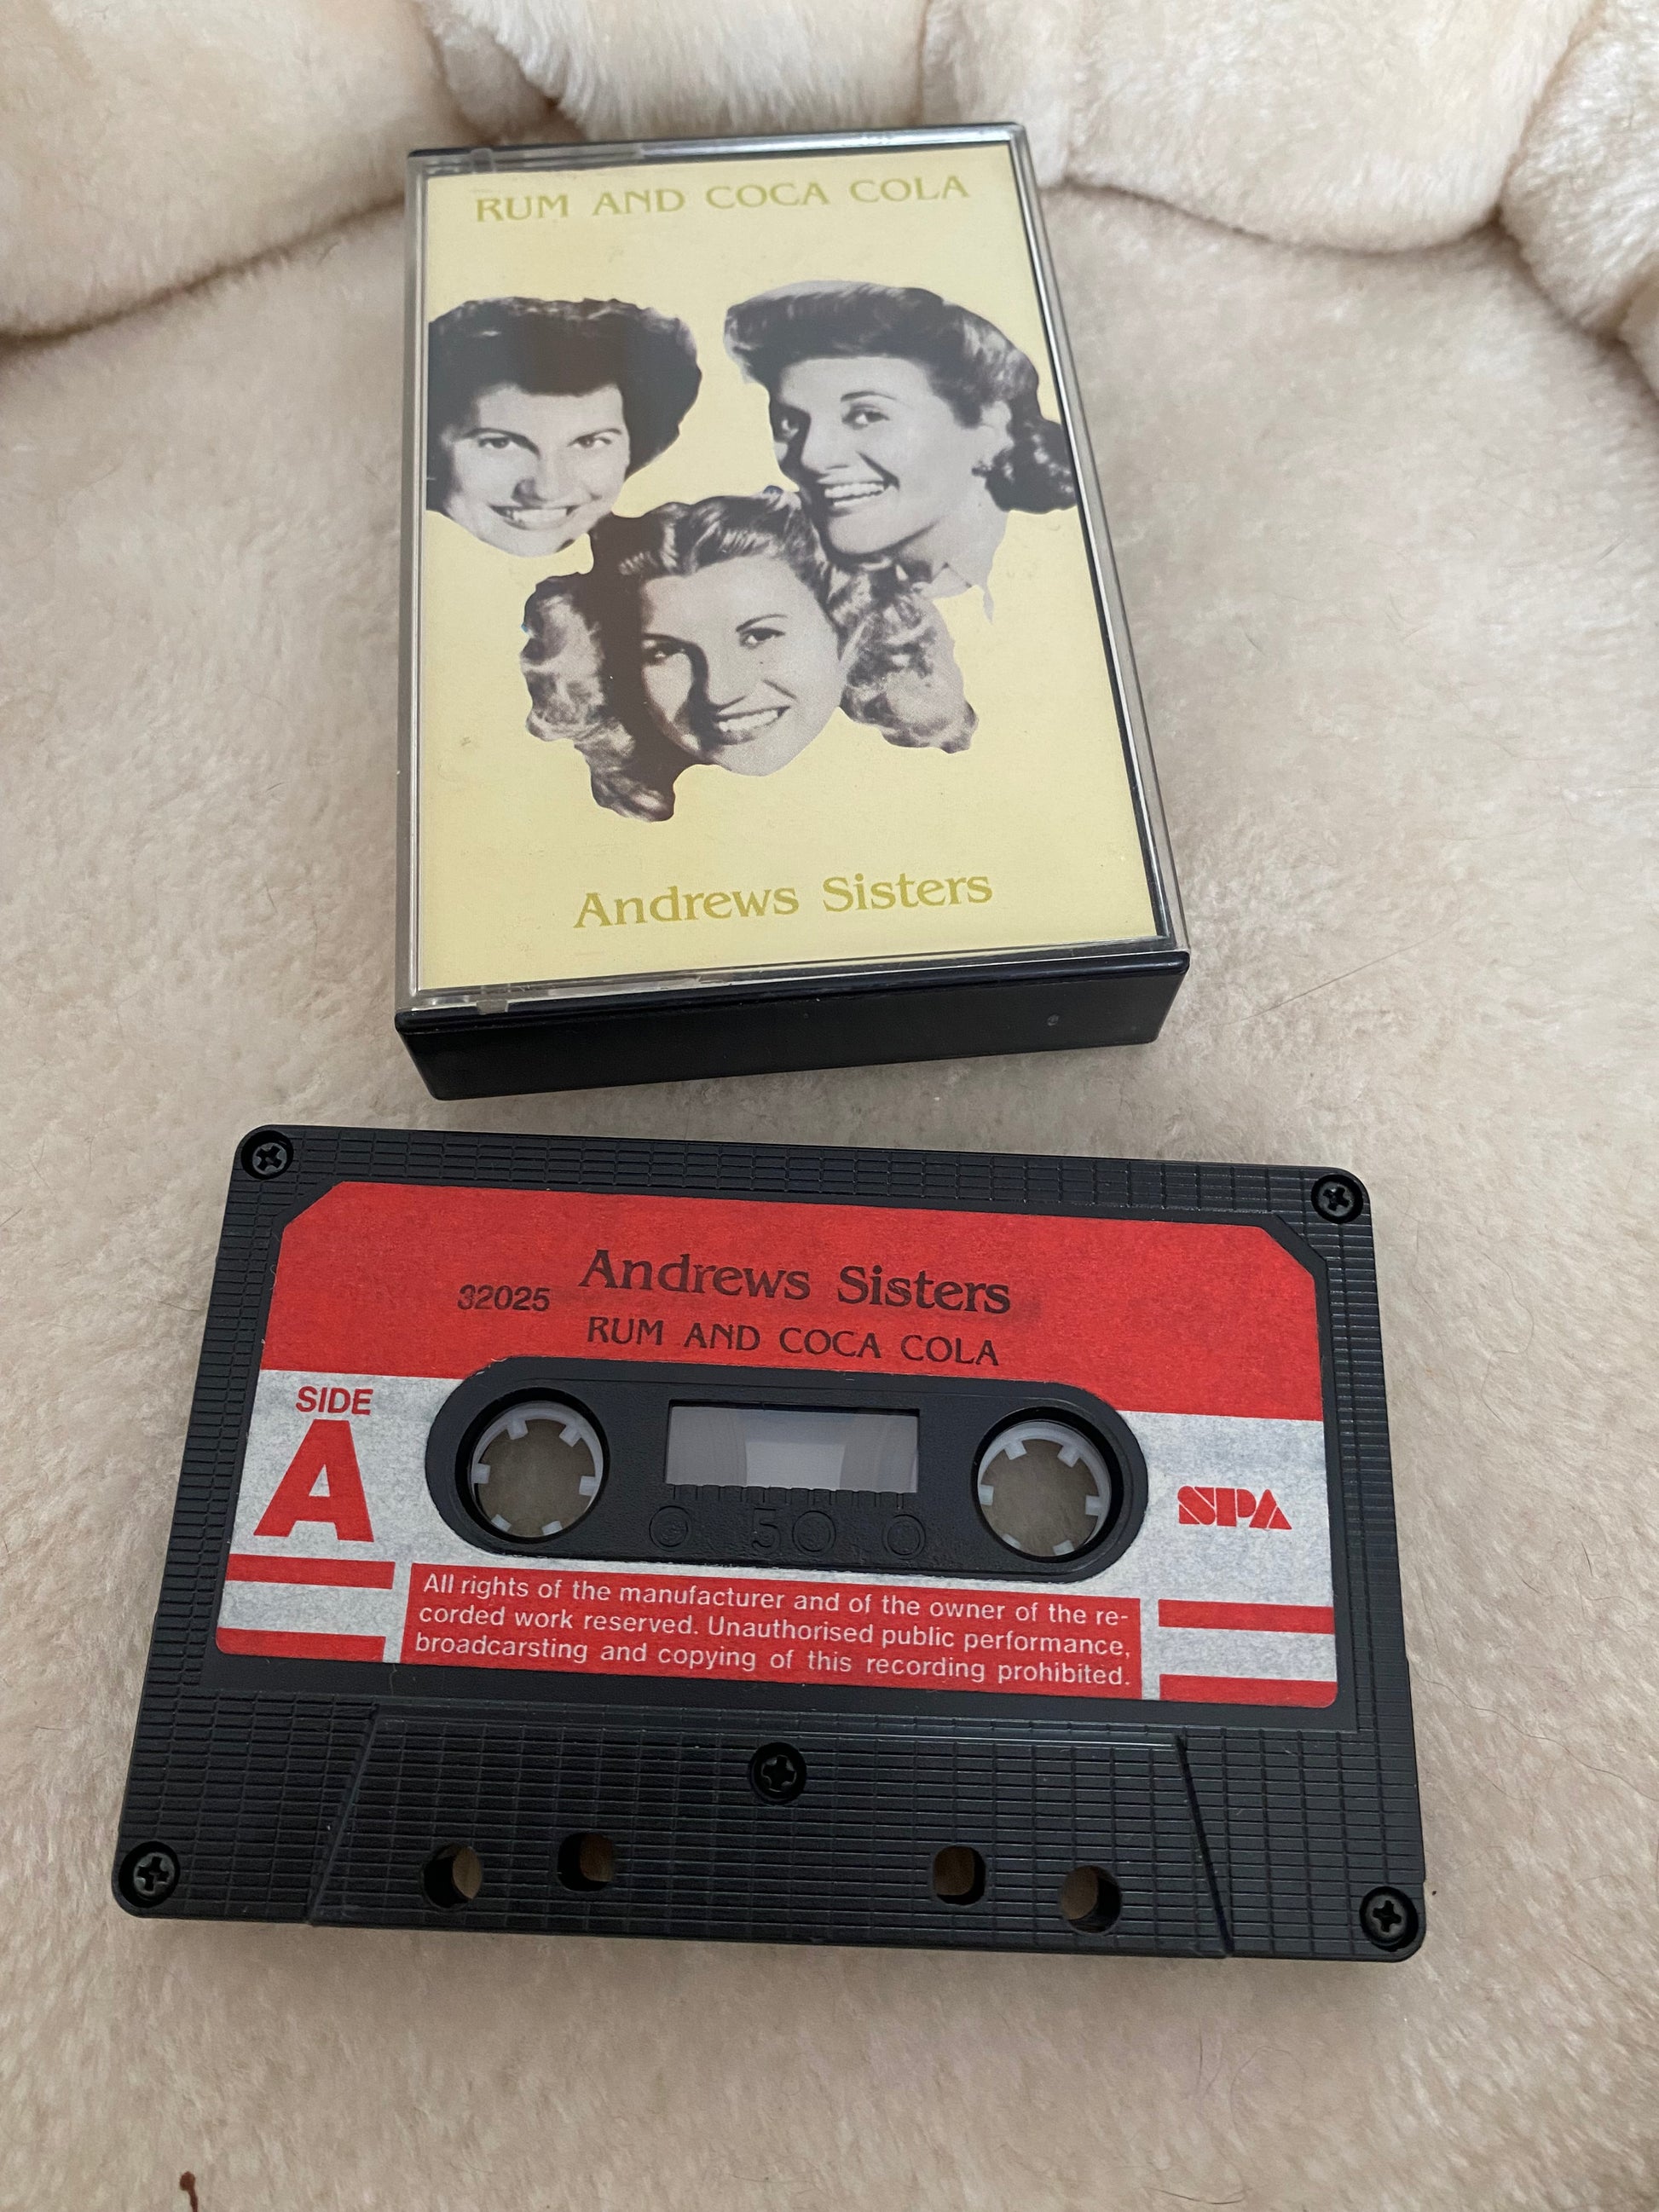 RUM AND COCA COLA
Andrews Sisters
Andrews Sisters
32025
RUM AND COCA COLA
SIDE
A
SPA
50
All rights of the manufacturer and of the owner of the re-
corded work reserved. Unauthorised public performance,
broadcarsting and copying of this recording prohibited.